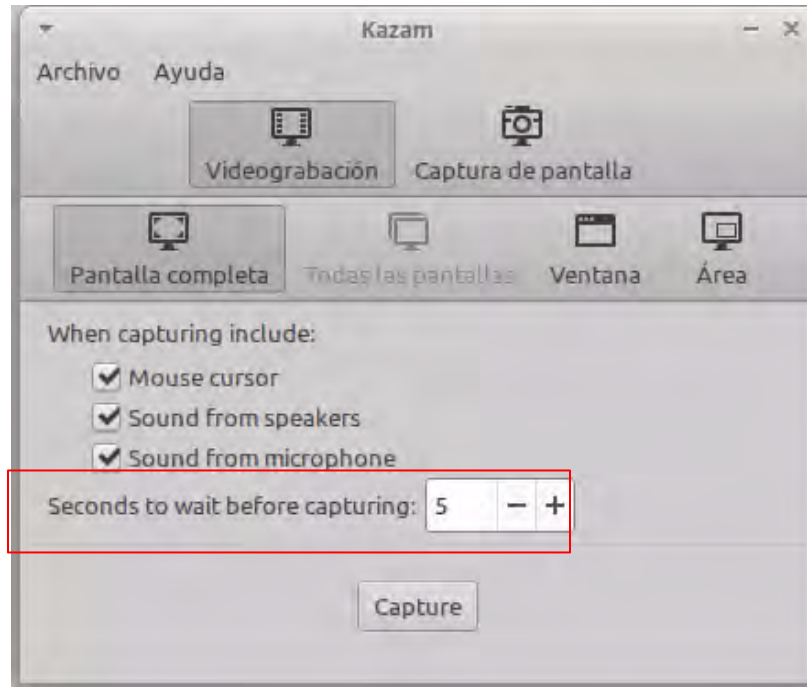 Kazam
Archivo Ayuda
Videograbación Captura de pantalla
Pantalla completa Todas las pantallas Ventana Área
When capturing include:
Mouse cursor
Sound from speakers
Sound from microphone
Seconds to wait before capturing: 5 − +
Capture